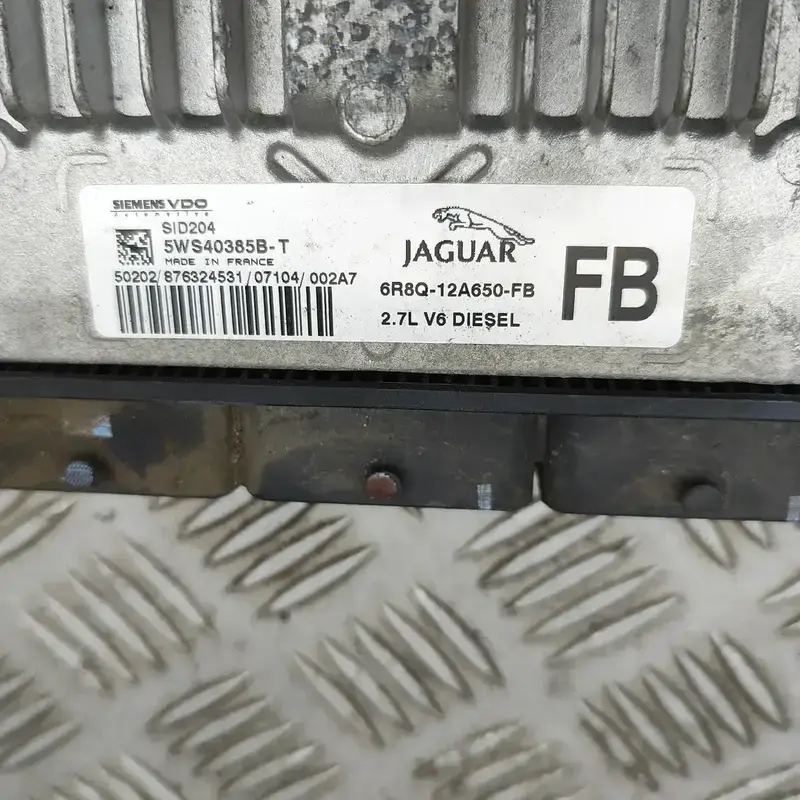 SIEMENS VDO
Automotive
SID204
5WS40385B-T
MADE IN FRANCE
50202/876324531/07104/002A7
JAGUAR
6R8Q-12A650-FB
2.7L V6 DIESEL
FB